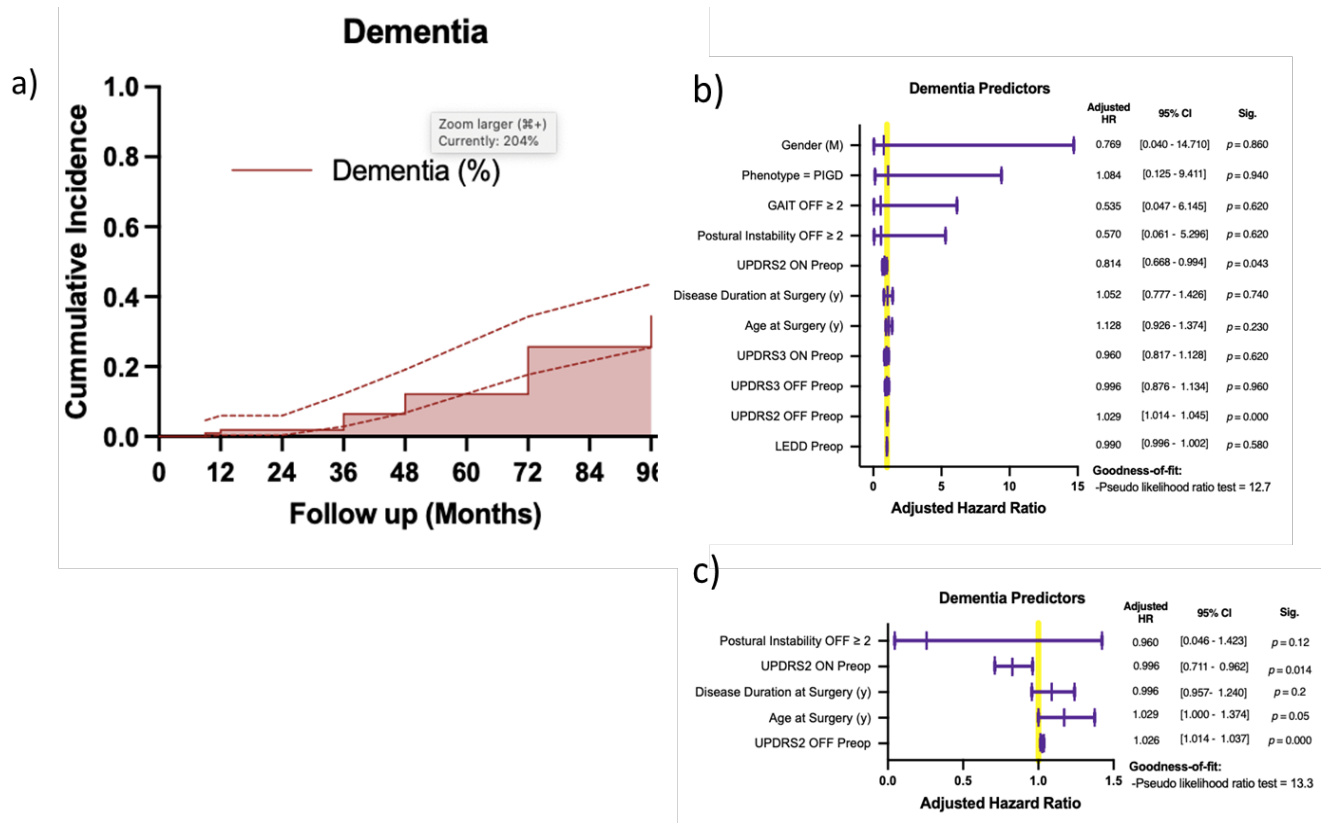 a)
Dementia
Cummulative Incidence
1.0
0.8
0.6
0.4
0.2
0.0
Zoom larger (⌘+)
Currently: 204%
Dementia (%)
0 12 24 36 48 60 72 84 96
Follow up (Months)
b)
Dementia Predictors
Adjusted HR 95% CI Sig.
Gender (M) 0.769 [0.040 - 14.710] p = 0.860
Phenotype = PIGD 1.084 [0.125 - 9.411] p = 0.940
GAIT OFF ≥ 2 0.535 [0.047 - 6.145] p = 0.620
Postural Instability OFF ≥ 2 0.570 [0.061 - 5.296] p = 0.620
UPDRS2 ON Preop 0.814 [0.668 - 0.994] p = 0.043
Disease Duration at Surgery (y) 1.052 [0.777 - 1.426] p = 0.740
Age at Surgery (y) 1.128 [0.926 - 1.374] p = 0.230
UPDRS3 ON Preop 0.960 [0.817 - 1.128] p = 0.620
UPDRS3 OFF Preop 0.996 [0.876 - 1.134] p = 0.960
UPDRS2 OFF Preop 1.029 [1.014 - 1.045] p = 0.000
LEDD Preop 0.990 [0.996 - 1.002] p = 0.580
0 5 10 15
Adjusted Hazard Ratio
Goodness-of-fit:
-Pseudo likelihood ratio test = 12.7
c)
Dementia Predictors
Adjusted HR 95% CI Sig.
Postural Instability OFF ≥ 2 0.960 [0.046 - 1.423] p = 0.12
UPDRS2 ON Preop 0.996 [0.711 - 0.962] p = 0.014
Disease Duration at Surgery (y) 0.996 [0.957- 1.240] p = 0.2
Age at Surgery (y) 1.029 [1.000 - 1.374] p = 0.05
UPDRS2 OFF Preop 1.026 [1.014 - 1.037] p = 0.000
0.0 0.5 1.0 1.5
Adjusted Hazard Ratio
Goodness-of-fit:
-Pseudo likelihood ratio test = 13.3